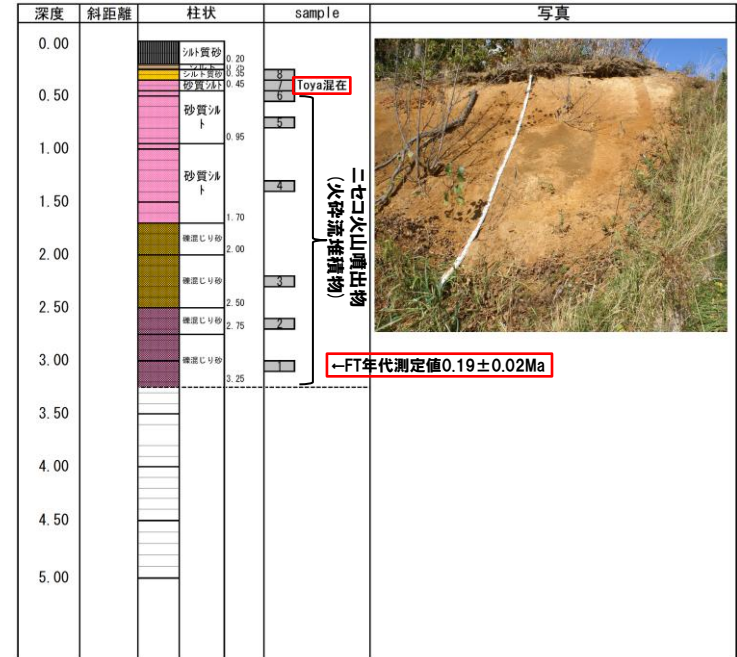 深度 斜距離 柱状 sample 写真
0.00
シルト質砂
0.20
シルト
0.25
シルト質砂 0.35 8
砂質シルト 0.45 7 Toya混在
0.50 6
砂質シル
ト
5
0.95
1.00
砂質シル
ト
4
1.50
1.70
礫混じり砂
2.00 2.00
礫混じり砂 3
2.50 2.50
礫混じり砂 2
2.75
3.00 礫混じり砂 1 ←FT年代測定値0.19±0.02Ma
3.25
ニセコ火山噴出物
(火砕流堆積物)
3.50
4.00
4.50
5.00